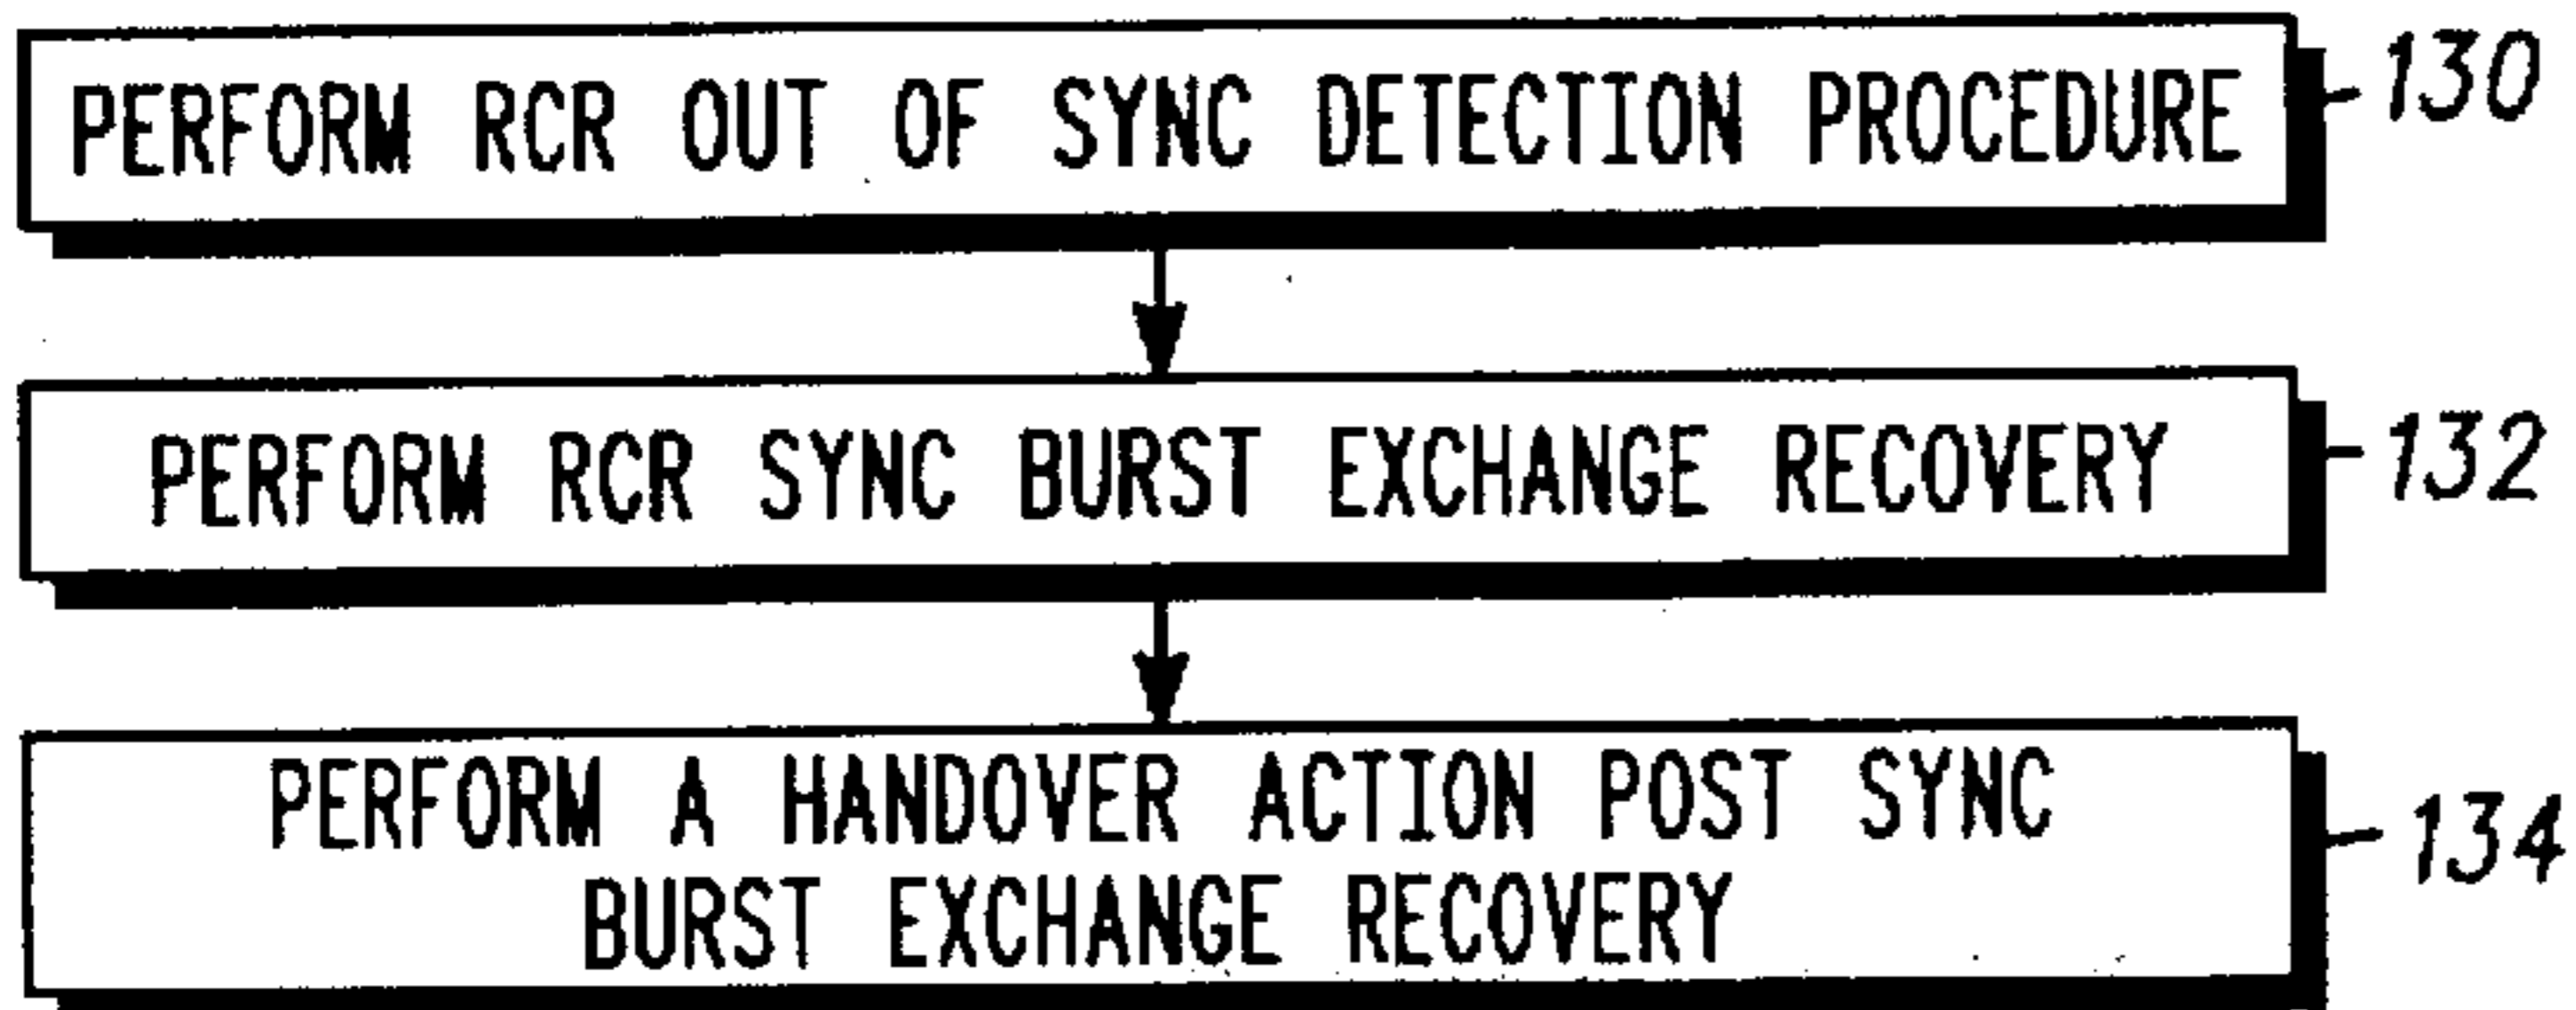 PERFORM RCR OUT OF SYNC DETECTION PROCEDURE
130
PERFORM RCR SYNC BURST EXCHANGE RECOVERY
132
PERFORM A HANDOVER ACTION POST SYNC
BURST EXCHANGE RECOVERY
134